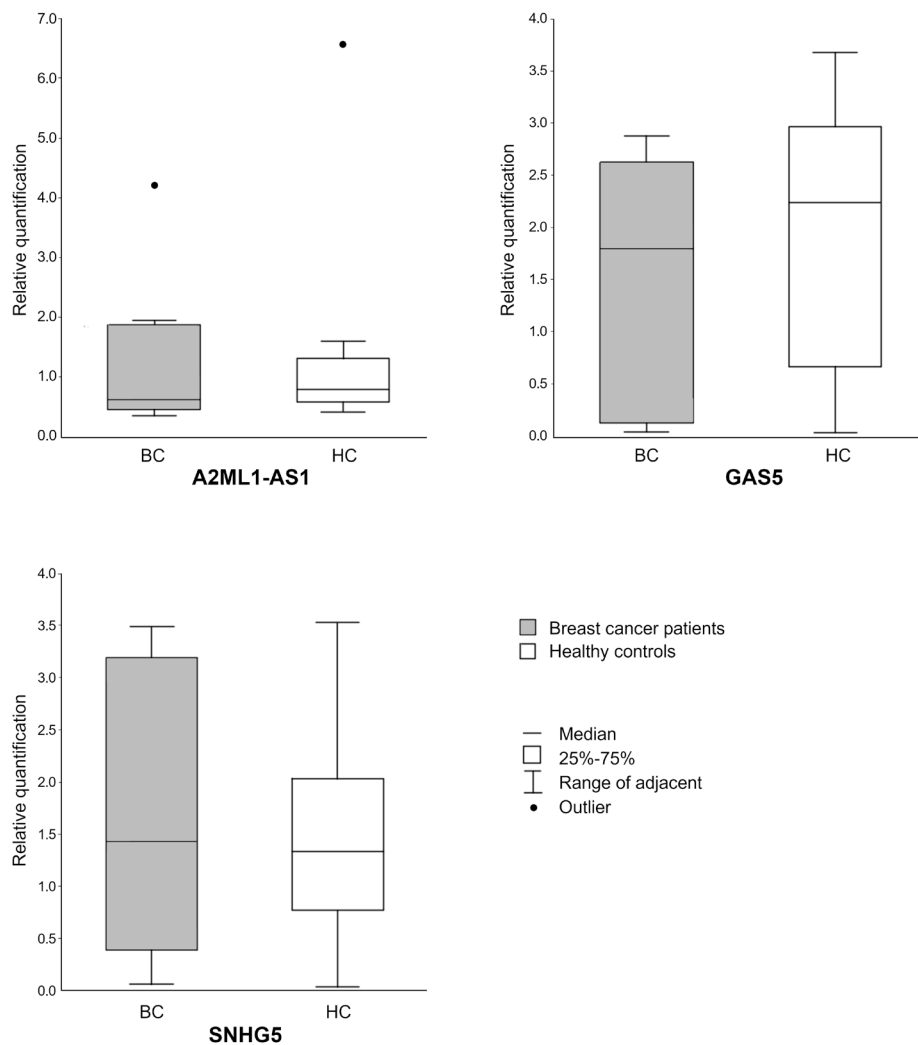 7.0
6.0
5.0
4.0
3.0
2.0
1.0
0.0
Relative quantification
BC
HC
A2ML1-AS1
4.0
3.5
3.0
2.5
2.0
1.5
1.0
0.5
0.0
Relative quantification
BC
HC
GAS5
4.0
3.5
3.0
2.5
2.0
1.5
1.0
0.5
0.0
Relative quantification
BC
HC
SNHG5
Breast cancer patients
Healthy controls
Median
25%-75%
Range of adjacent
Outlier